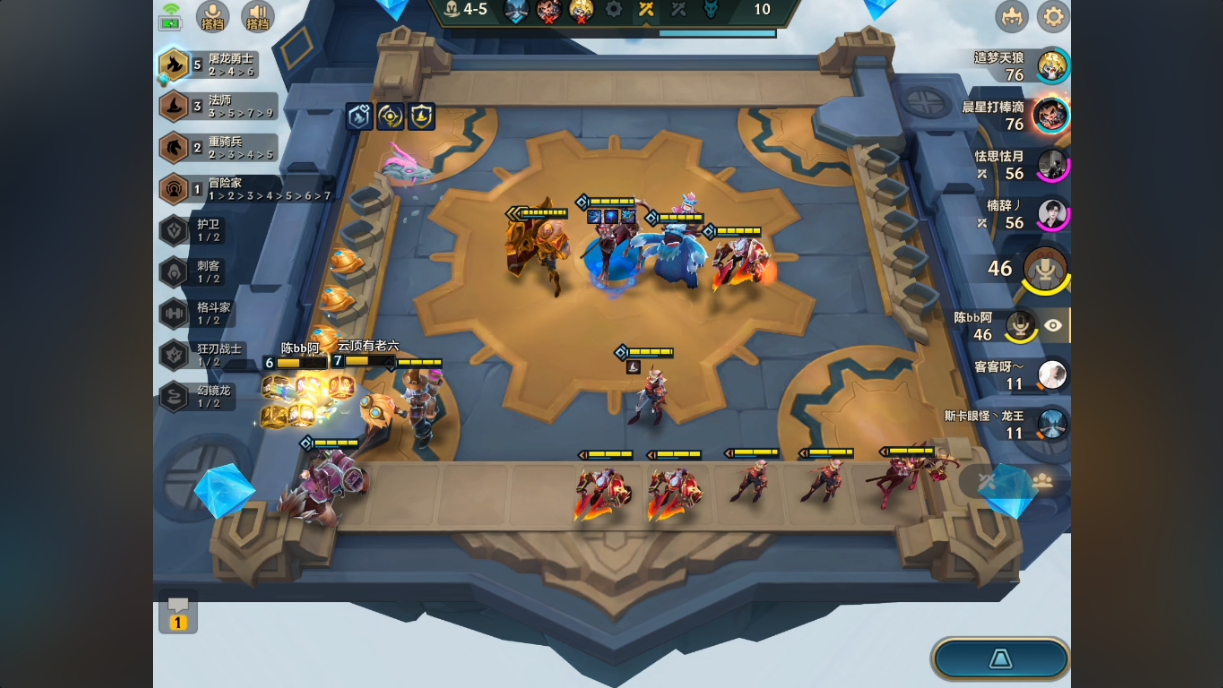 搭档
搭档
4-5
10
5
屠龙勇士
2 > 4 > 6
3
法师
3 > 5 > 7 > 9
2
重骑兵
2 > 3 > 4 > 5
1
冒险家
1 > 2 > 3 > 4 > 5 > 6 > 7
护卫
1 / 2
刺客
1 / 2
格斗家
1 / 2
狂刃战士
1 / 2
幻镜龙
1 / 2
造梦天狼
76
晨星打棒滴
76
怯思怯月
56
楠辞丿
56
46
陈bb阿
46
客客呀～
11
斯卡眼怪丶龙王
11
陈bb阿
6
云顶有老六
7
1